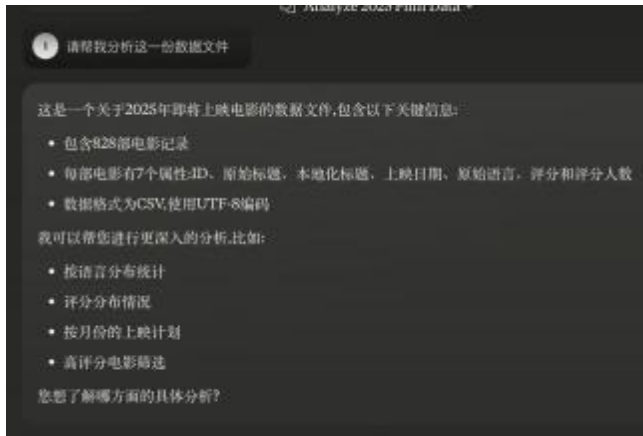 Analyze 2025 Film Data
请帮我分析这一份数据文件
这是一个关于2025年即将上映电影的数据文件,包含以下关键信息:
• 包含828部电影记录
• 每部电影有7个属性:ID、原始标题、本地化标题、上映日期、原始语言、评分和评分人数
• 数据格式为CSV,使用UTF-8编码
我可以帮您进行更深入的分析,比如:
• 按语言分布统计
• 评分分布情况
• 按月份的上映计划
• 高评分电影筛选
您想了解哪方面的具体分析?